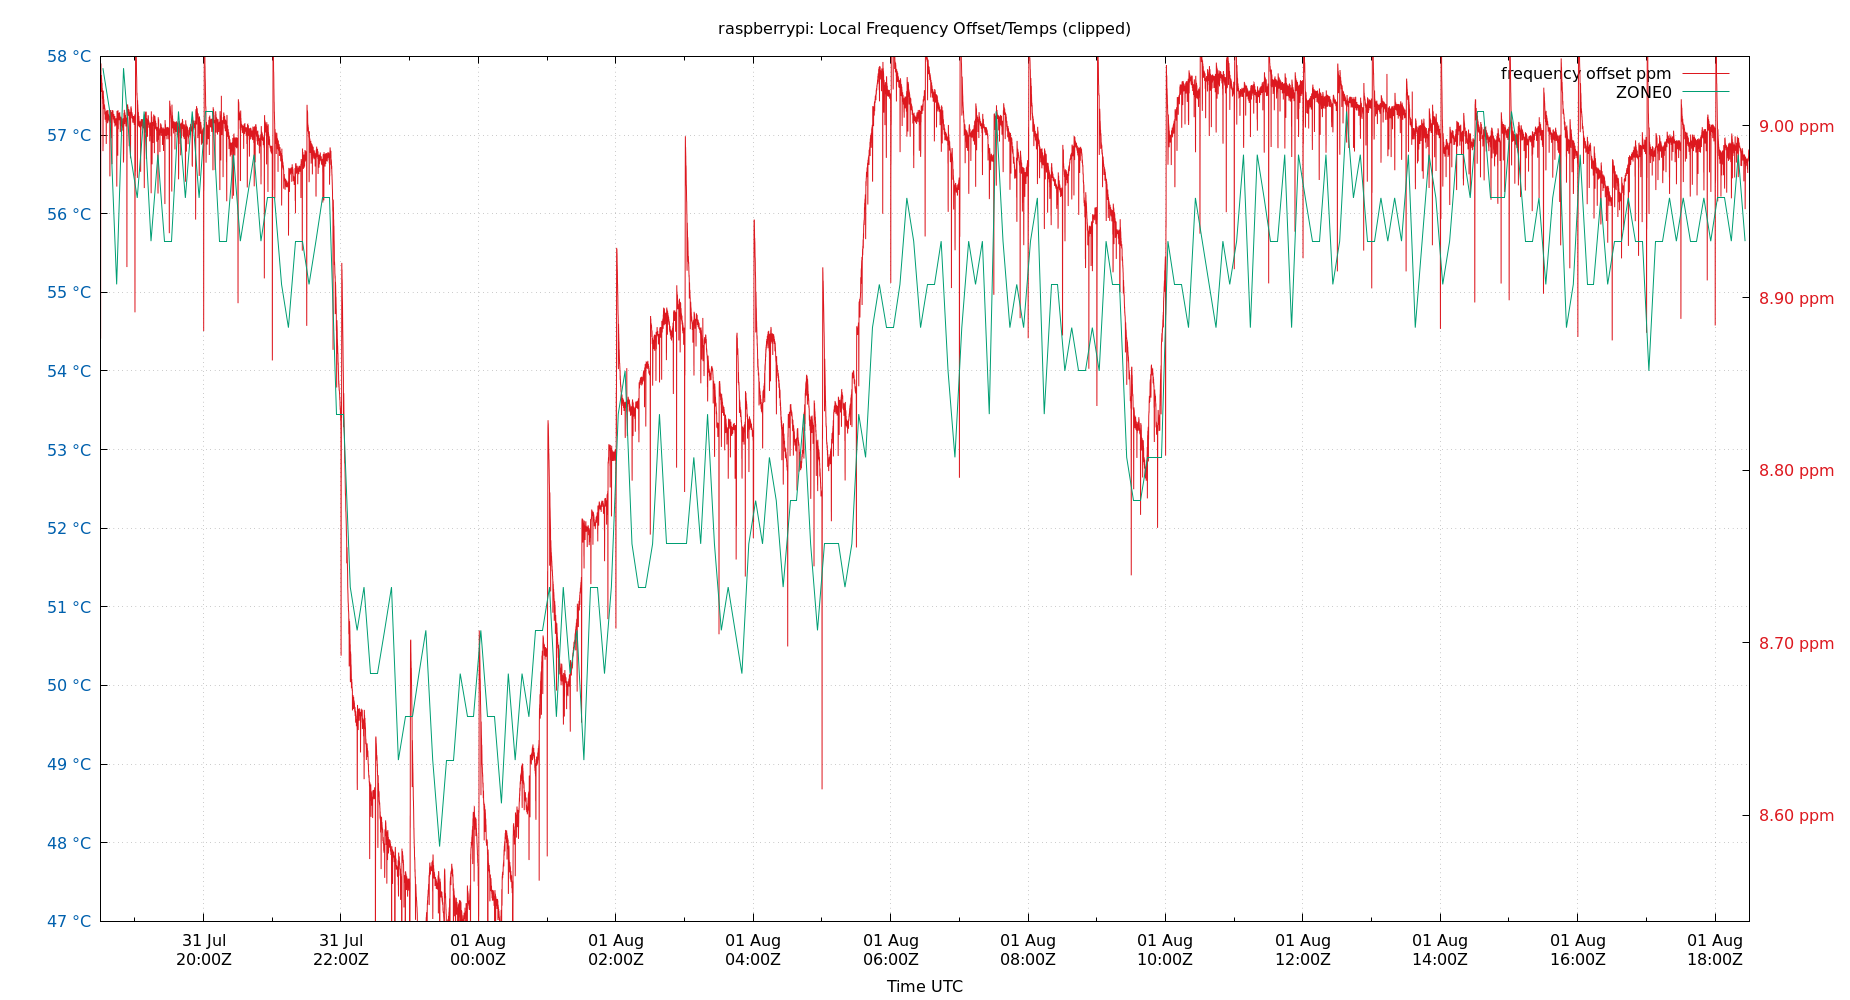 raspberrypi: Local Frequency Offset/Temps (clipped)
58 °C
57 °C
56 °C
55 °C
54 °C
53 °C
52 °C
51 °C
50 °C
49 °C
48 °C
47 °C
frequency offset ppm
ZONE0
9.00 ppm
8.90 ppm
8.80 ppm
8.70 ppm
8.60 ppm
31 Jul 31 Jul 01 Aug 01 Aug 01 Aug 01 Aug 01 Aug 01 Aug 01 Aug 01 Aug 01 Aug 01 Aug
20:00Z 22:00Z 00:00Z 02:00Z 04:00Z 06:00Z 08:00Z 10:00Z 12:00Z 14:00Z 16:00Z 18:00Z
Time UTC